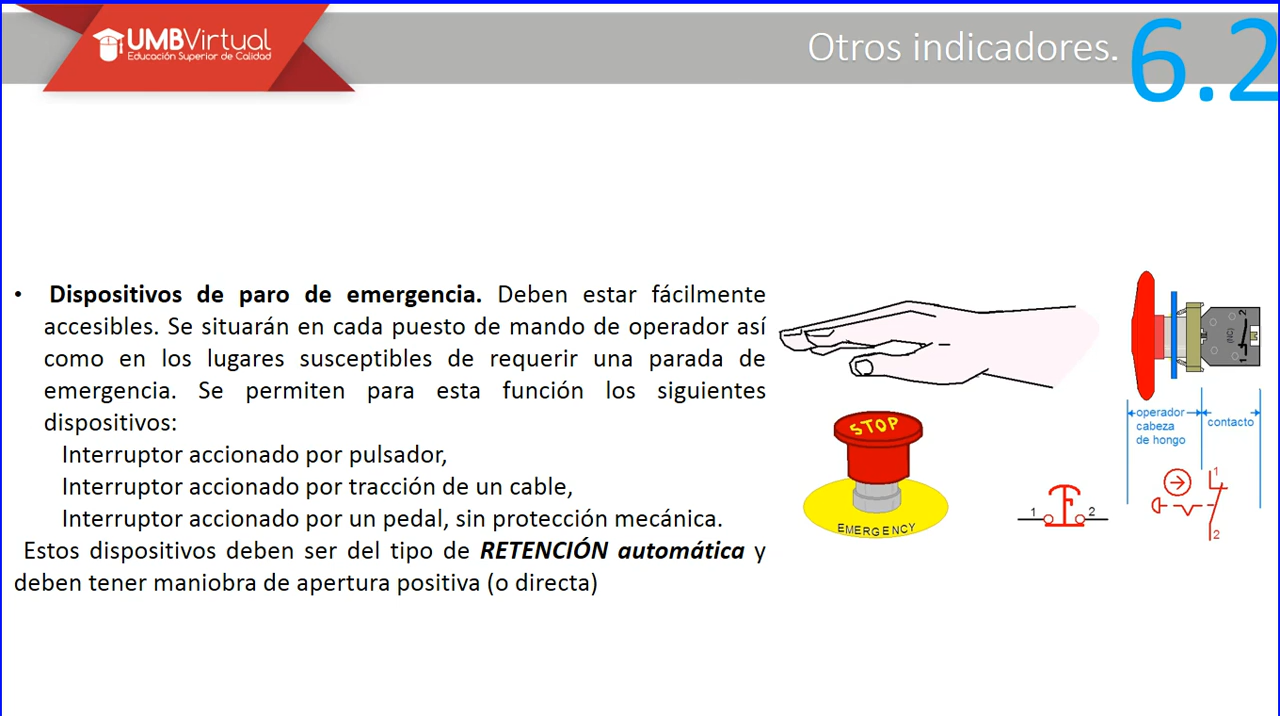 UMBVirtual
Educación Superior de Calidad
Otros indicadores.
6.2
• Dispositivos de paro de emergencia. Deben estar fácilmente
accesibles. Se situarán en cada puesto de mando de operador así
como en los lugares susceptibles de requerir una parada de
emergencia. Se permiten para esta función los siguientes
dispositivos:
Interruptor accionado por pulsador,
Interruptor accionado por tracción de un cable,
Interruptor accionado por un pedal, sin protección mecánica.
Estos dispositivos deben ser del tipo de RETENCIÓN automática y
deben tener maniobra de apertura positiva (o directa)
STOP
EMERGENCY
1 2
(NC)
1 2
operador
cabeza
de hongo
contacto
1
2